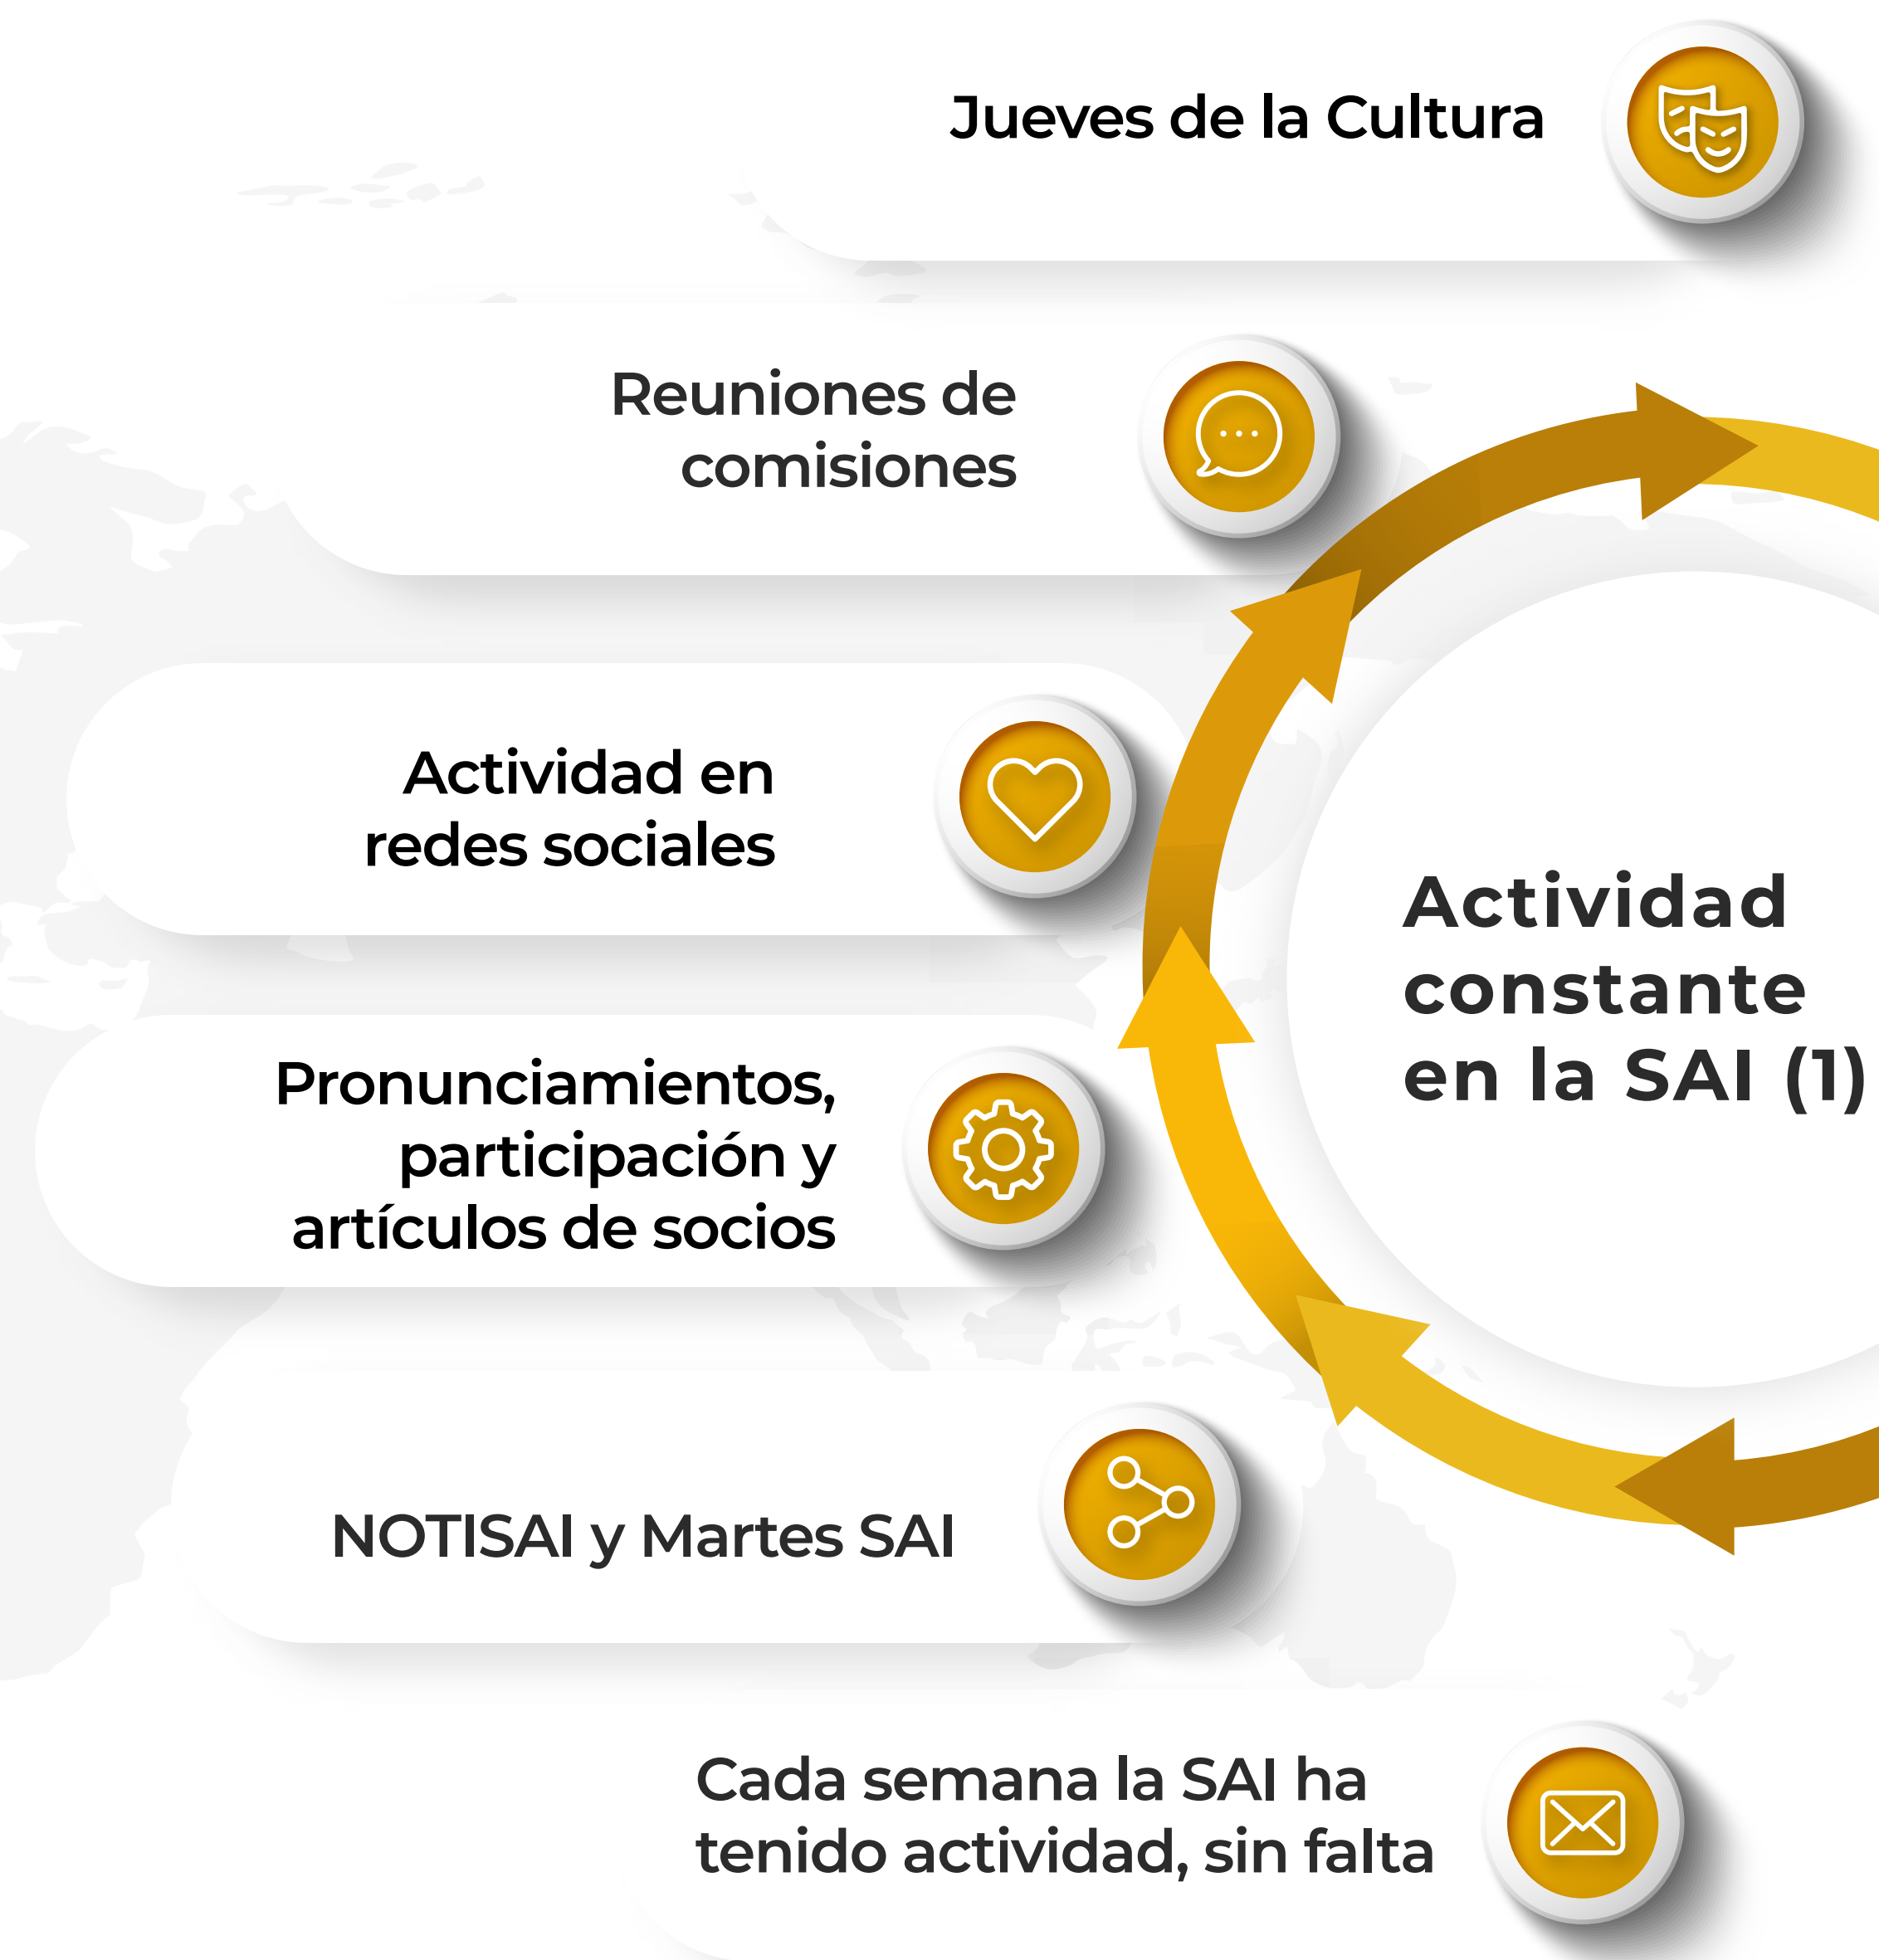 Jueves de la Cultura
Reuniones de
comisiones
Actividad en
redes sociales
Pronunciamientos,
participación y
artículos de socios
NOTISAI y Martes SAI
Cada semana la SAI ha
tenido actividad, sin falta
Actividad
constante
en la SAI (1)